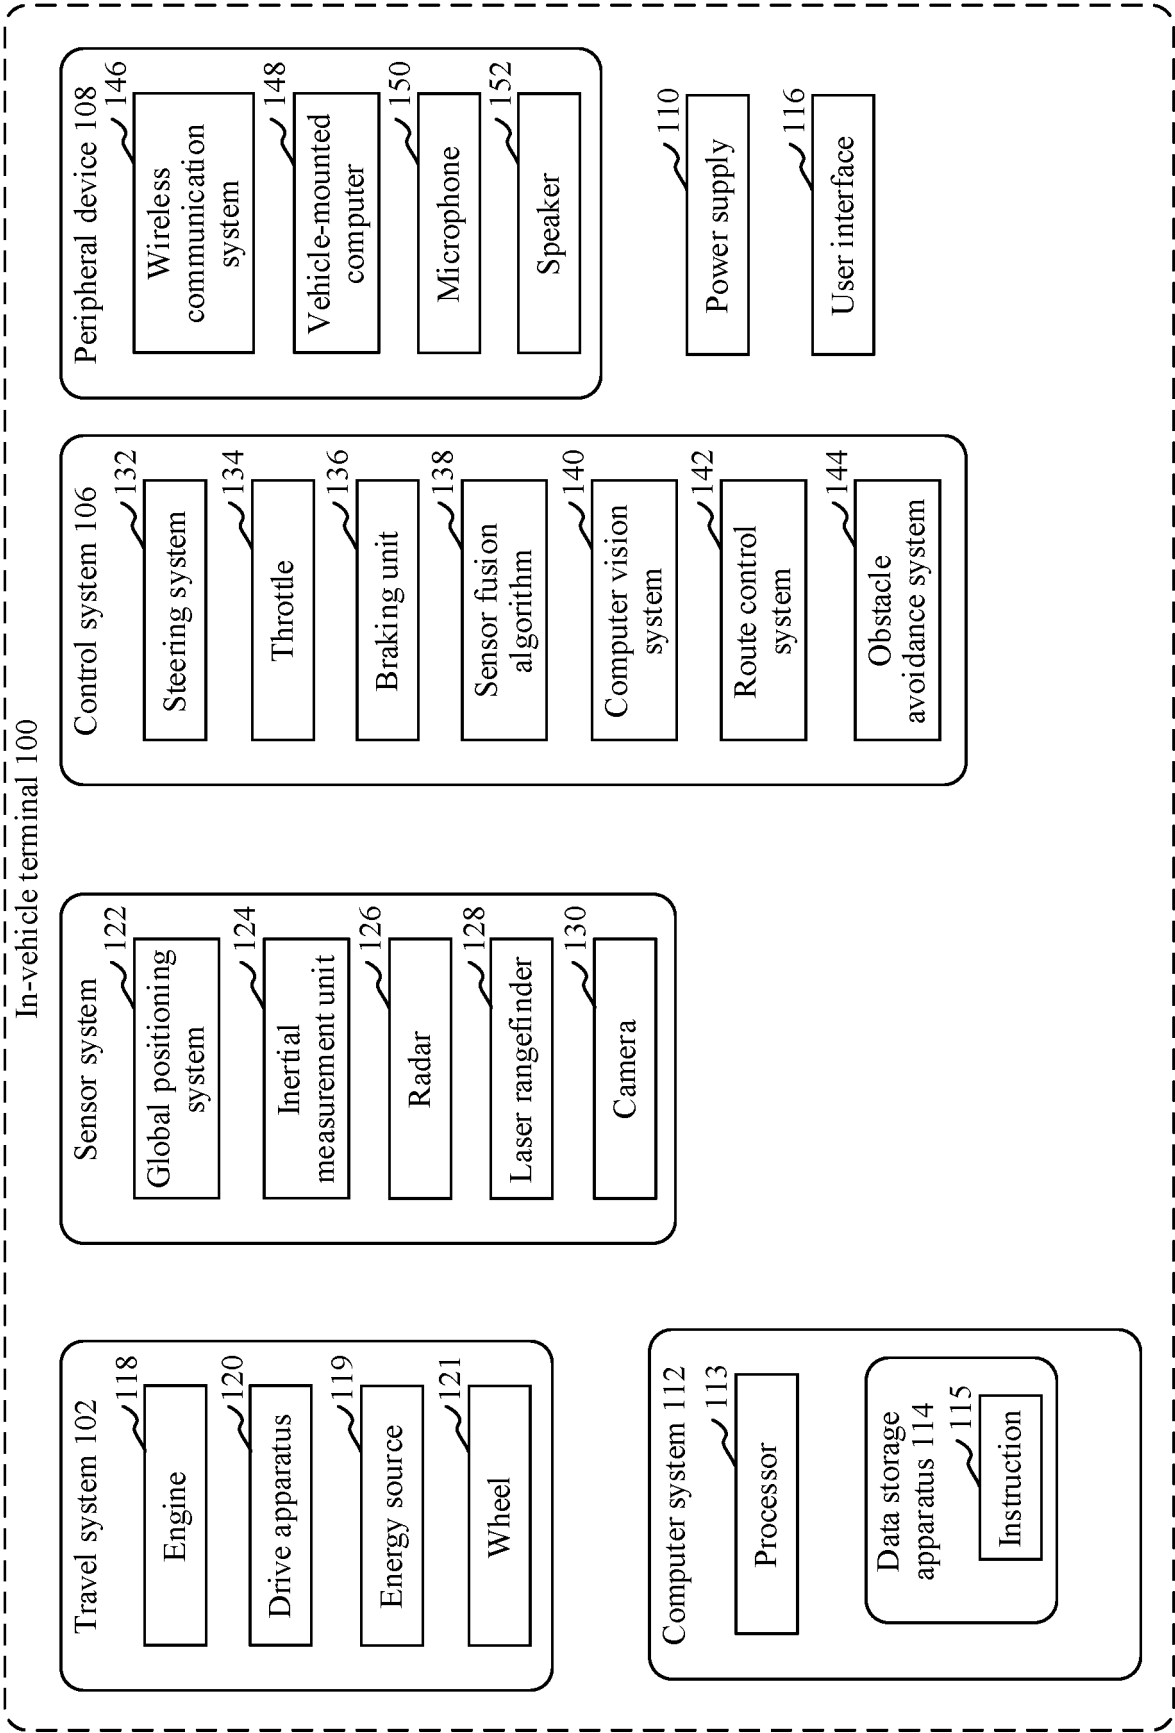 In-vehicle terminal 100
Travel system 102
118
Engine
120
Drive apparatus
119
Energy source
121
Wheel
Sensor system
122
Global positioning
system
124
Inertial
measurement unit
126
Radar
128
Laser rangefinder
130
Camera
Control system 106
132
Steering system
134
Throttle
136
Braking unit
138
Sensor fusion
algorithm
140
Computer vision
system
142
Route control
system
144
Obstacle
avoidance system
Peripheral device 108
146
Wireless
communication
system
148
Vehicle-mounted
computer
150
Microphone
152
Speaker
Computer system 112
113
Processor
Data storage
apparatus 114
115
Instruction
110
Power supply
116
User interface